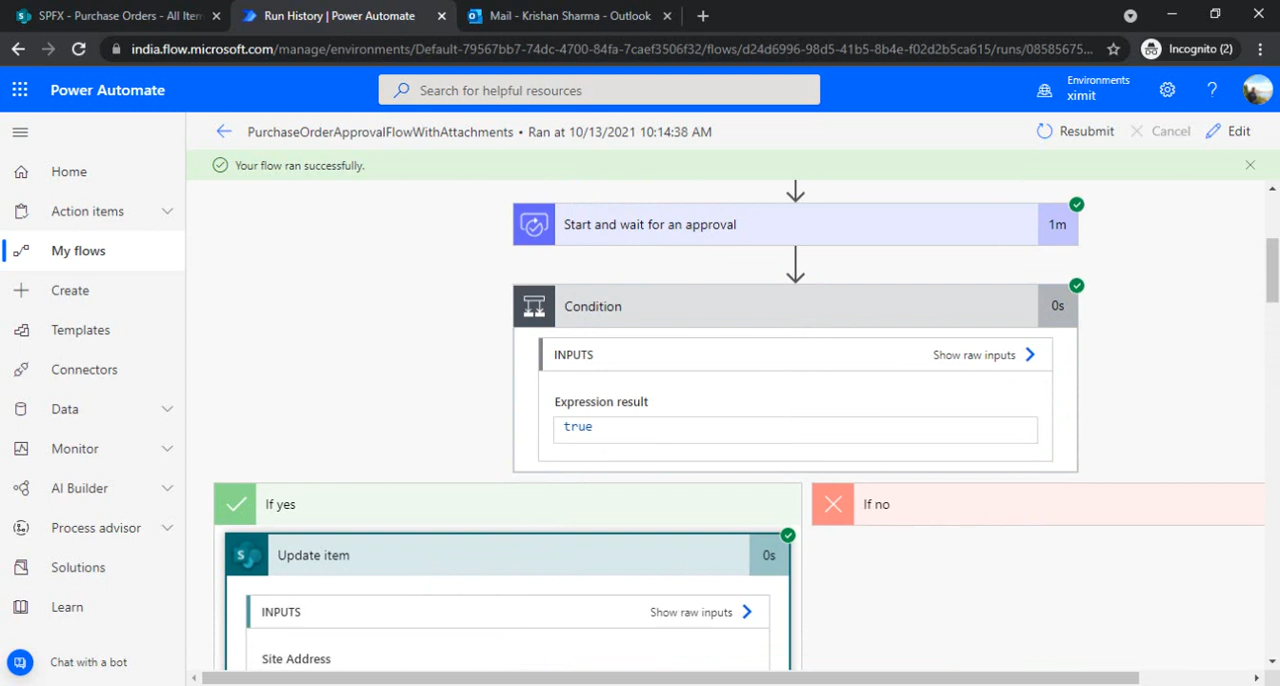 SPFX - Purchase Orders - All Iten
Run History | Power Automate
Mail - Krishan Sharma - Outlook
india.flow.microsoft.com/manage/environments/Default-79567bb7-74dc-4700-84fa-7caef3506f32/flows/d24d6996-98d5-41b5-8b4e-f02d2b5ca615/runs/08585675...
Incognito (2)
Power Automate
Search for helpful resources
Environments
ximit
PurchaseOrderApprovalFlowWithAttachments • Ran at 10/13/2021 10:14:38 AM
Resubmit
Cancel
Edit
Your flow ran successfully.
Home
Action items
My flows
Create
Templates
Connectors
Data
Monitor
AI Builder
Process advisor
Solutions
Learn
Chat with a bot
Start and wait for an approval
1m
Condition
0s
INPUTS
Show raw inputs
Expression result
true
If yes
If no
Update item
0s
INPUTS
Show raw inputs
Site Address